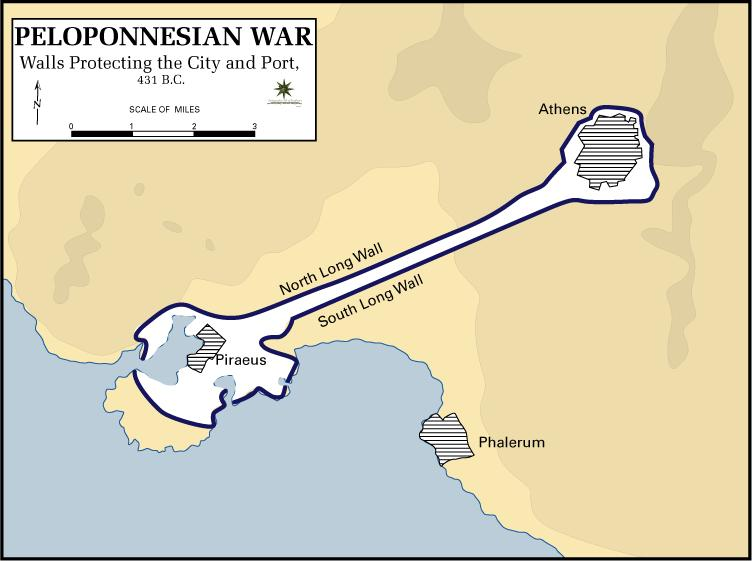 PELOPONNESIAN WAR
Walls Protecting the City and Port,
431 B.C.
N
SCALE OF MILES
0 1 2 3
Athens
North Long Wall
South Long Wall
Piraeus
Phalerum